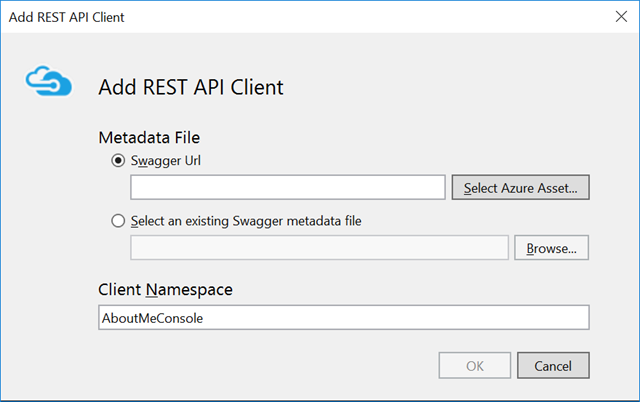 Add REST API Client
Add REST API Client
Metadata File
Swagger Url
Select Azure Asset...
Select an existing Swagger metadata file
Browse...
Client Namespace
AboutMeConsole
OK
Cancel